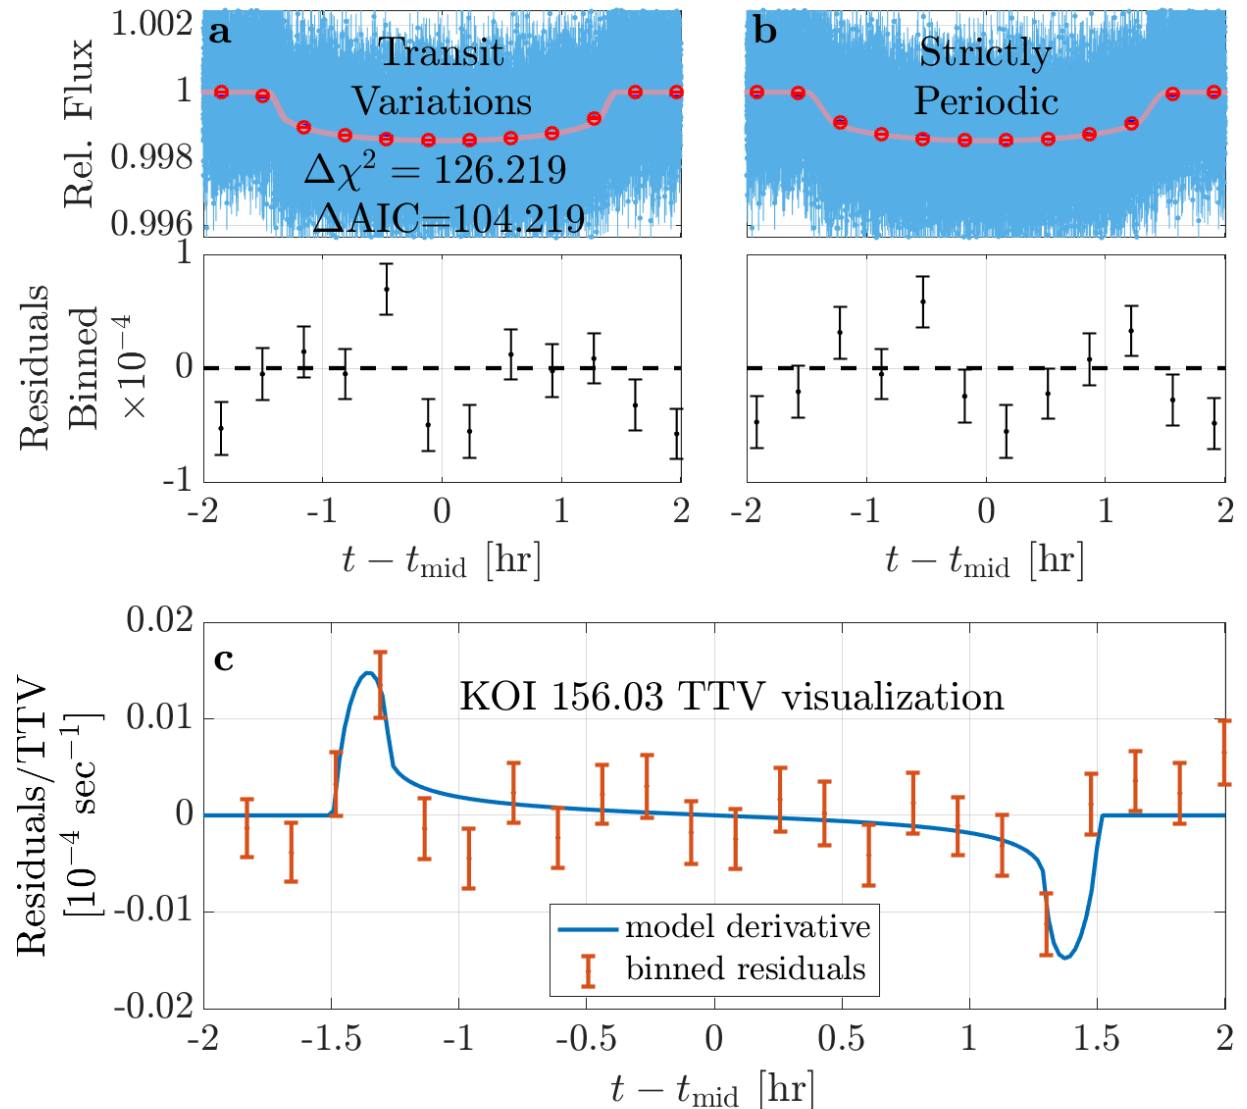 1.002
1
0.998
0.996
Rel. Flux
a
Transit
Variations
Δχ² = 126.219
ΔAIC=104.219
b
Strictly
Periodic
1
0
-1
Residuals
Binned
×10⁻⁴
-2 -1 0 1 2
t − t_mid [hr]
-2 -1 0 1 2
t − t_mid [hr]
0.02
0.01
0
-0.01
-0.02
Residuals/TTV
[10⁻⁴ sec⁻¹]
c
KOI 156.03 TTV visualization
model derivative
binned residuals
-2 -1.5 -1 -0.5 0 0.5 1 1.5 2
t − t_mid [hr]